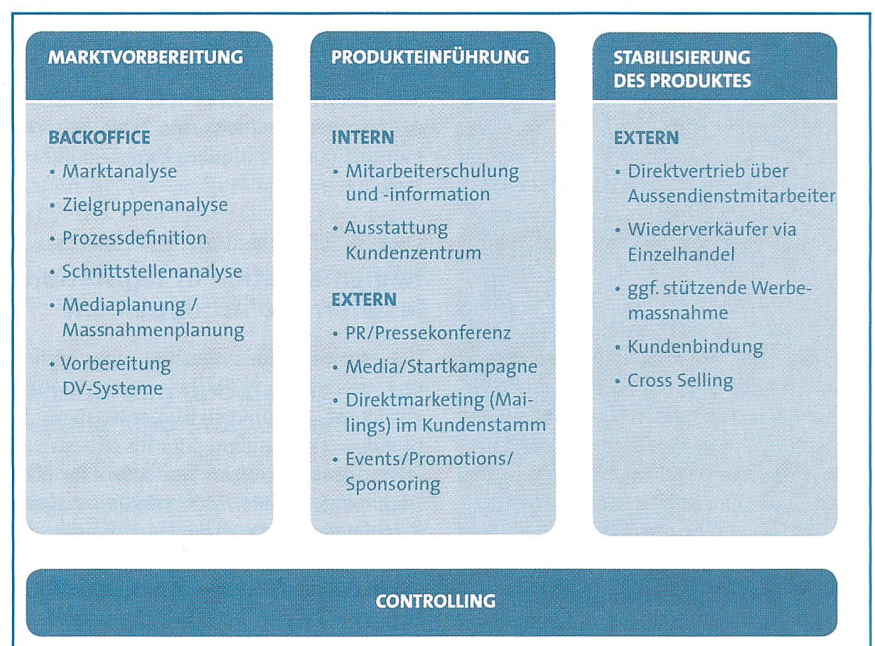 MARKTVORBEREITUNG
BACKOFFICE
• Marktanalyse
• Zielgruppenanalyse
• Prozessdefinition
• Schnittstellenanalyse
• Mediaplanung /
Massnahmenplanung
• Vorbereitung
DV-Systeme
PRODUKTEINFÜHRUNG
INTERN
• Mitarbeiterschulung
und -information
• Ausstattung
Kundenzentrum
EXTERN
• PR/Pressekonferenz
• Media/Startkampagne
• Direktmarketing (Mai-
lings) im Kundenstamm
• Events/Promotions/
Sponsoring
STABILISIERUNG
DES PRODUKTES
EXTERN
• Direktvertrieb über
Aussendienstmitarbeiter
• Wiederverkäufer via
Einzelhandel
• ggf. stützende Werbe-
massnahme
• Kundenbindung
• Cross Selling
CONTROLLING